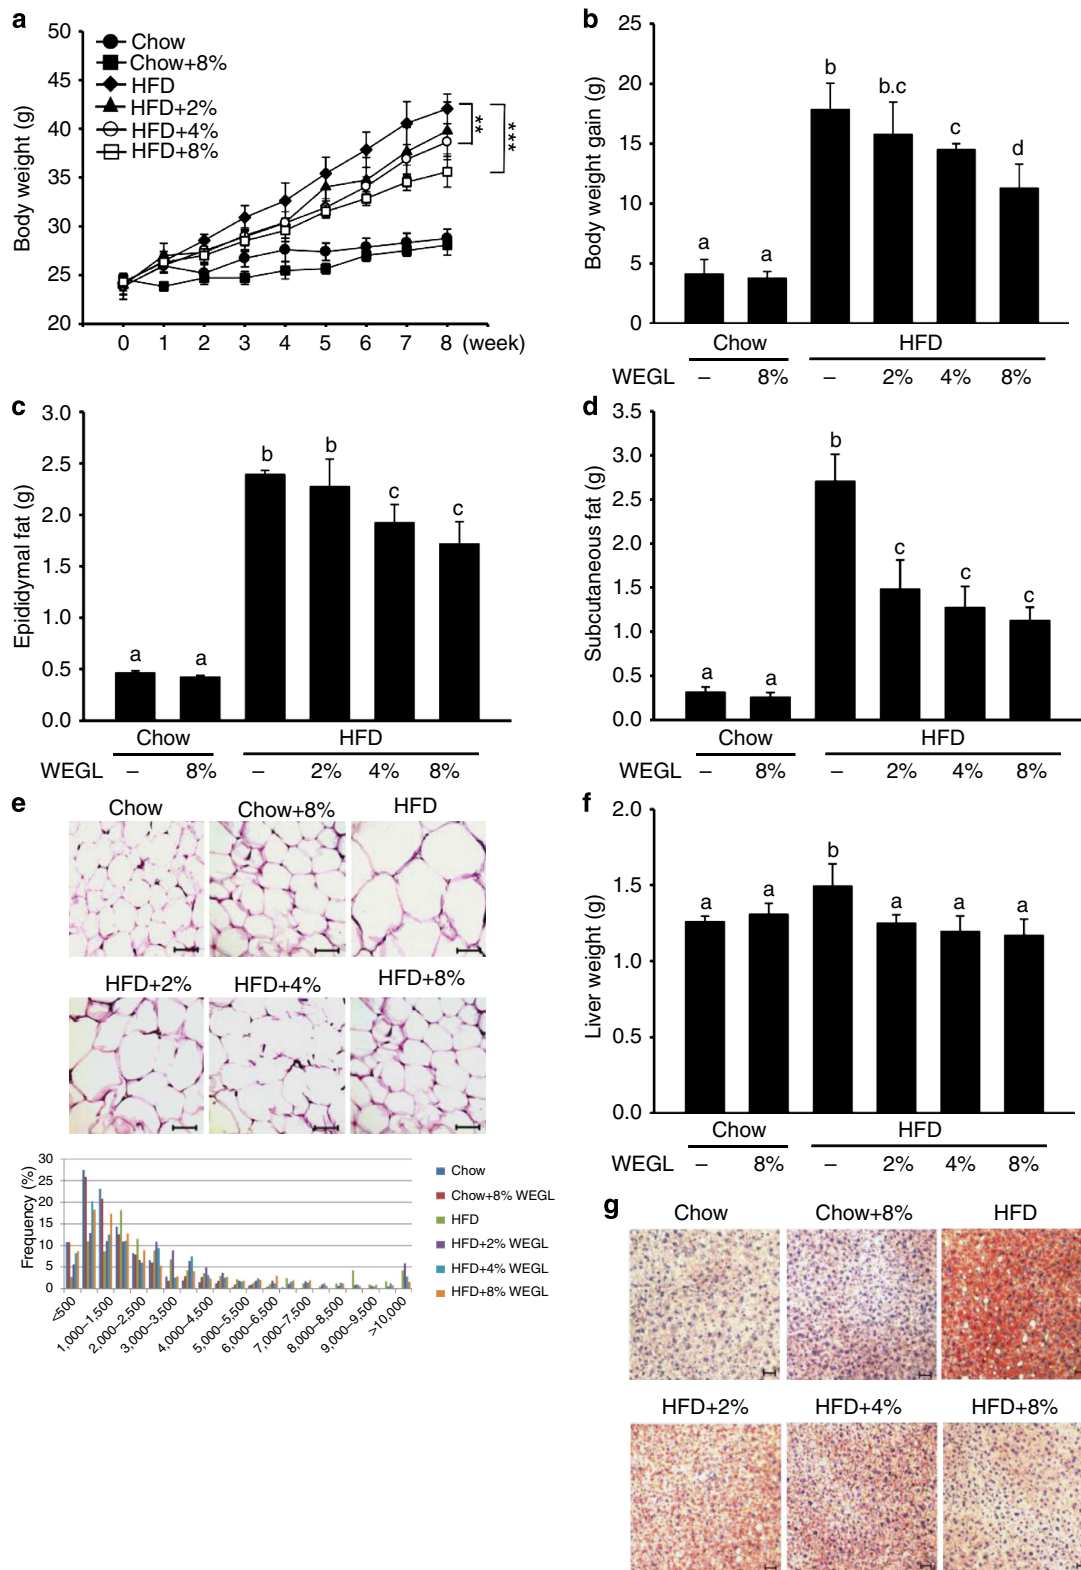 a
Body weight (g)
50
45
40
35
30
25
20
Chow
Chow+8%
HFD
HFD+2%
HFD+4%
HFD+8%
**
***
0 1 2 3 4 5 6 7 8 (week)
b
Body weight gain (g)
25
20
15
10
5
0
a a b b.c c d
Chow HFD
WEGL – 8% – 2% 4% 8%
c
Epididymal fat (g)
3.0
2.5
2.0
1.5
1.0
0.5
0.0
a a b b c c
Chow HFD
WEGL – 8% – 2% 4% 8%
d
Subcutaneous fat (g)
3.5
3.0
2.5
2.0
1.5
1.0
0.5
0.0
a a b c c c
Chow HFD
WEGL – 8% – 2% 4% 8%
e
Chow Chow+8% HFD
HFD+2% HFD+4% HFD+8%
Frequency (%)
30
25
20
15
10
5
0
<500
1,000–1,500
2,000–2,500
3,000–3,500
4,000–4,500
5,000–5,500
6,000–6,500
7,000–7,500
8,000–8,500
9,000–9,500
>10,000
Chow
Chow+8% WEGL
HFD
HFD+2% WEGL
HFD+4% WEGL
HFD+8% WEGL
f
Liver weight (g)
2.0
1.5
1.0
0.5
0.0
a a b a a a
Chow HFD
WEGL – 8% – 2% 4% 8%
g
Chow Chow+8% HFD
HFD+2% HFD+4% HFD+8%